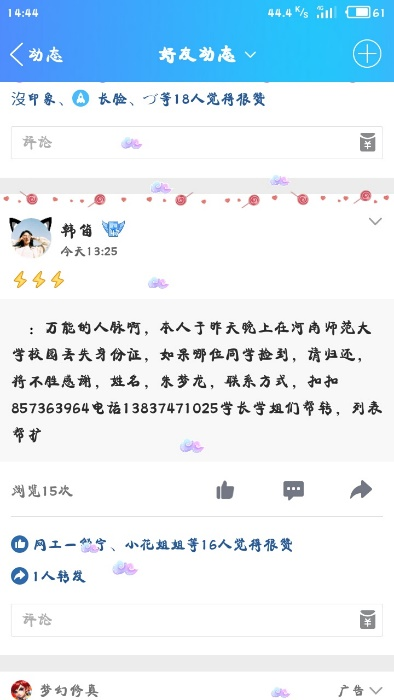 14:44 44.4 K/s 4G 61
动态 好友动态
沒印象、 长脸、づ等18人觉得很赞
评论
韩笛
今天13:25
：万能的人脉啊，本人于昨天晚上在河南师范大
学校园丢失身份证，如果哪位同学捡到，请归还，
将不胜感谢，姓名，朱梦龙，联系方式，扣扣
857363964电话13837471025学长学姐们帮转，列表
帮扩
浏览15次
网工一 宁、小花姐姐等16人觉得很赞
1人转发
评论
梦幻修真 广告